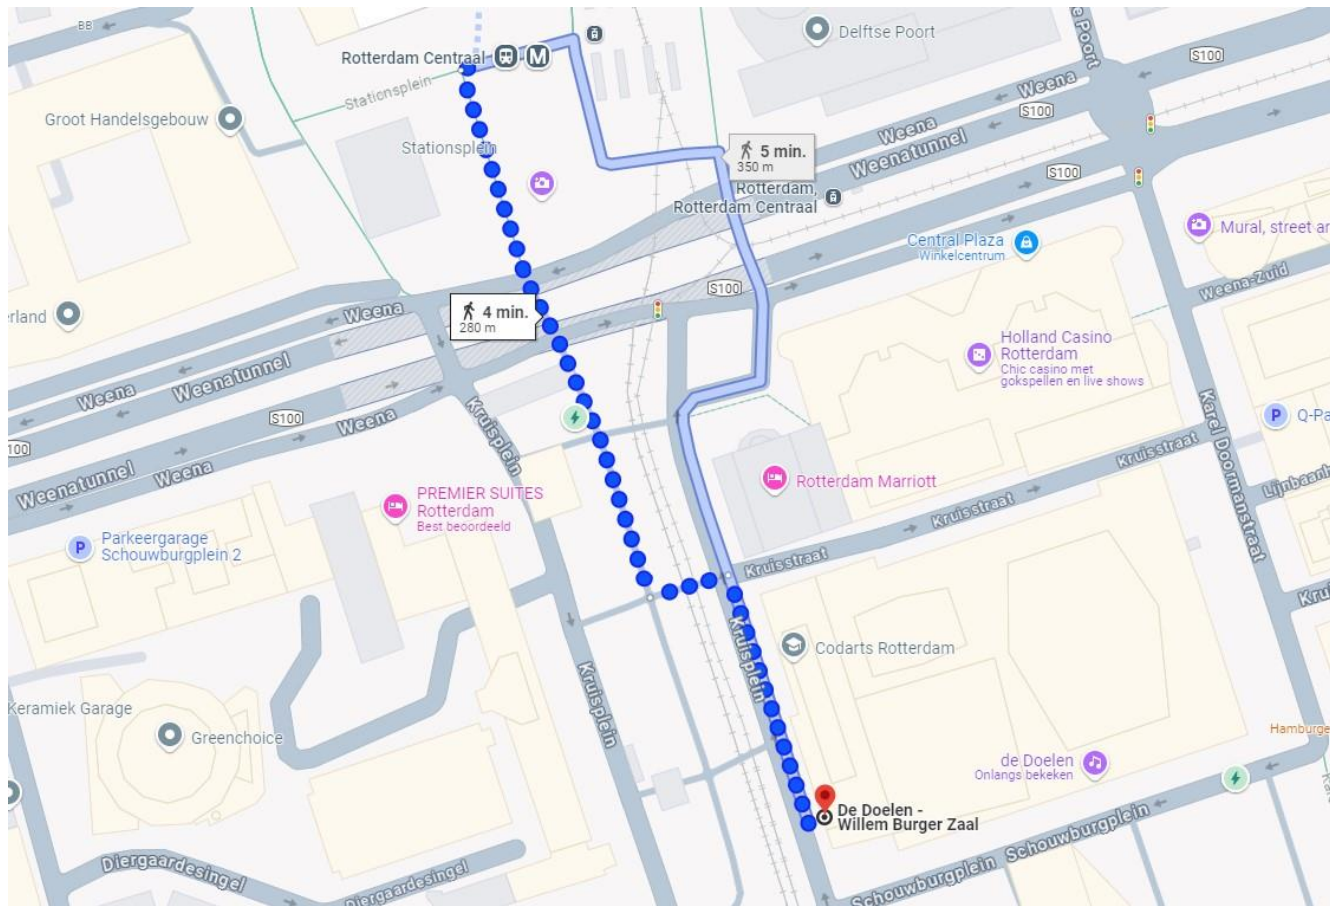 BB
Rotterdam Centraal
M
Delftse Poort
e Poort
S100
Weena
S100
Stationsplein
Groot Handelsgebouw
Stationsplein
5 min.
350 m
Weena
Weenatunnel
S100
Rotterdam,
Rotterdam Centraal
Central Plaza
Winkelcentrum
Mural, street ar
Weena-Zuid
S100
4 min.
280 m
rland
Weena
Weenatunnel
Weena
Holland Casino
Rotterdam
Chic casino met
gokspellen en live shows
S100
Weena
100
Weenatunnel
Weena
Kruisplein
Karel Doormanstraat
P
Q-Pa
Kruisstraat
Rotterdam Marriott
Lijnbaanh
PREMIER SUITES
Rotterdam
Best beoordeeld
Kruisstraat
P
Parkeergarage
Schouwburgplein 2
Kruisstraat
Krui
Kruisplein
Codarts Rotterdam
Kruisplein
Keramiek Garage
Greenchoice
Hamburge
de Doelen
Onlangs bekeken
De Doelen -
Willem Burger Zaal
Schouwburgplein
Schouwburgplein
Diergaardesingel
Diergaardesingel